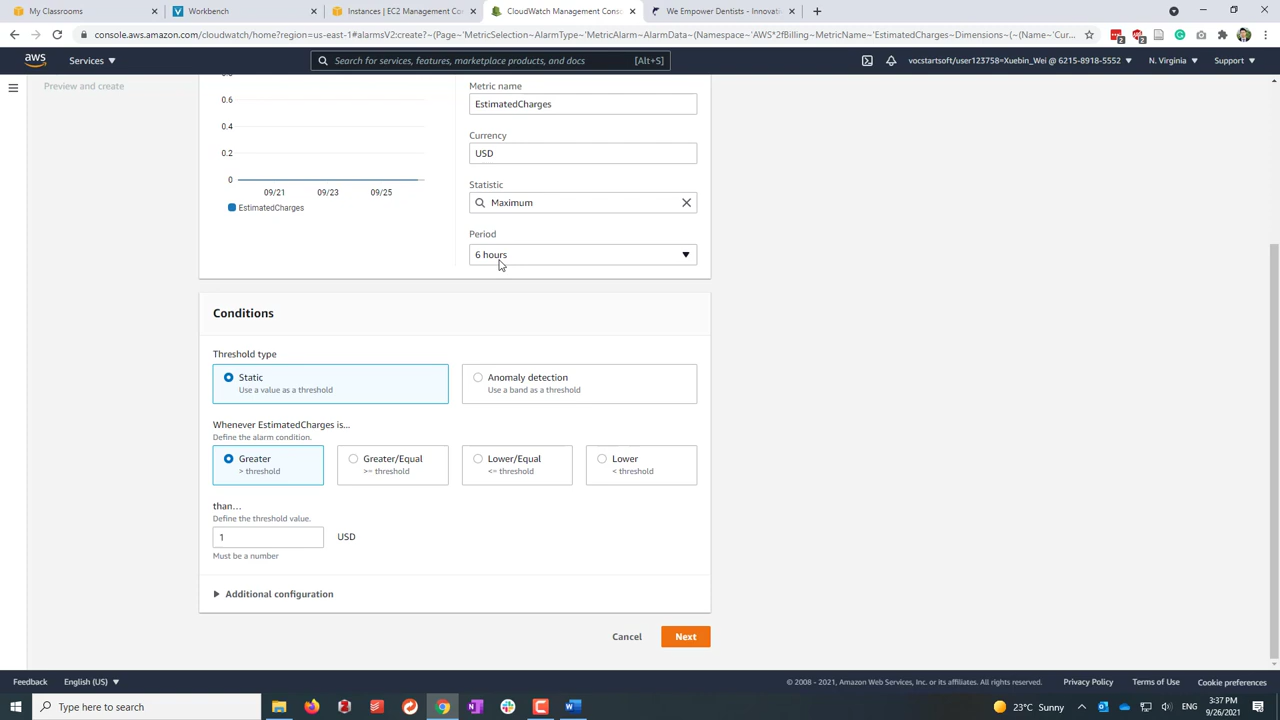 My Classrooms
Workbench
Instances | EC2 Management Co
CloudWatch Management Conso
We Empower Dentists - Innovati
console.aws.amazon.com/cloudwatch/home?region=us-east-1#alarmsV2:create?~(Page~'MetricSelection~AlarmType~'MetricAlarm~AlarmData~(Namespace~'AWS*2fBilling~MetricName~'EstimatedCharges~Dimensions~(~(Name~'Cur...
aws
Services
Search for services, features, marketplace products, and docs
[Alt+S]
vocstartsoft/user123758=Xuebin_Wei @ 6215-8918-5552
N. Virginia
Support
Preview and create
0.8
0.6
0.4
0.2
0
09/21
09/23
09/25
EstimatedCharges
Metric name
EstimatedCharges
Currency
USD
Statistic
Maximum
Period
6 hours
Conditions
Threshold type
Static
Use a value as a threshold
Anomaly detection
Use a band as a threshold
Whenever EstimatedCharges is...
Define the alarm condition.
Greater
> threshold
Greater/Equal
>= threshold
Lower/Equal
<= threshold
Lower
< threshold
than...
Define the threshold value.
1
USD
Must be a number
Additional configuration
Cancel
Next
Feedback
English (US)
© 2008 - 2021, Amazon Web Services, Inc. or its affiliates. All rights reserved.
Privacy Policy
Terms of Use
Cookie preferences
Type here to search
23°C Sunny
ENG
3:37 PM
9/26/2021